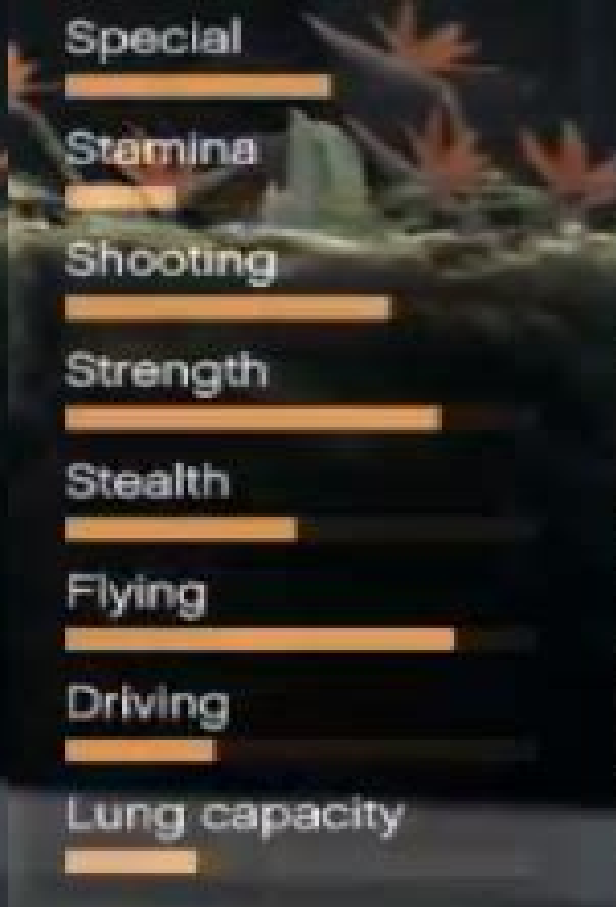 Special
Stamina
Shooting
Strength
Stealth
Flying
Driving
Lung capacity